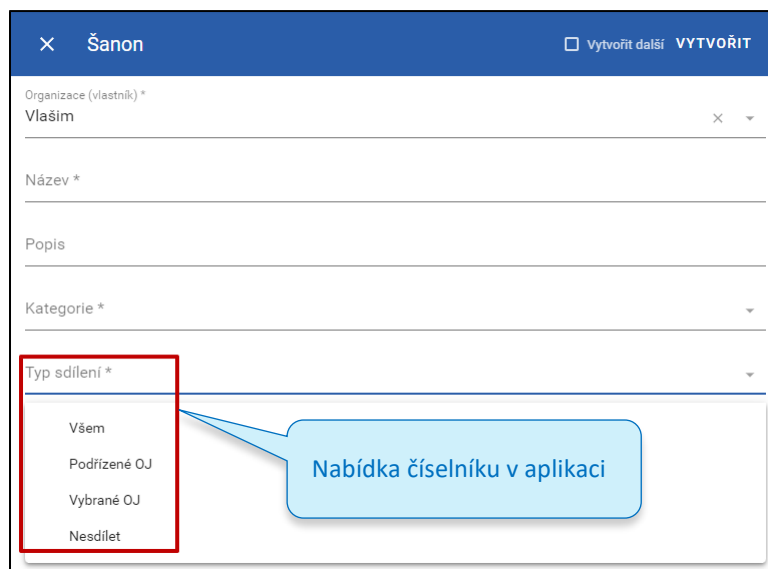 Šanon
Vytvořit další VYTVOŘIT
Organizace (vlastník) *
Vlašim
Název *
Popis
Kategorie *
Typ sdílení *
Všem
Podřízené OJ
Vybrané OJ
Nesdílet
Nabídka číselníku v aplikaci